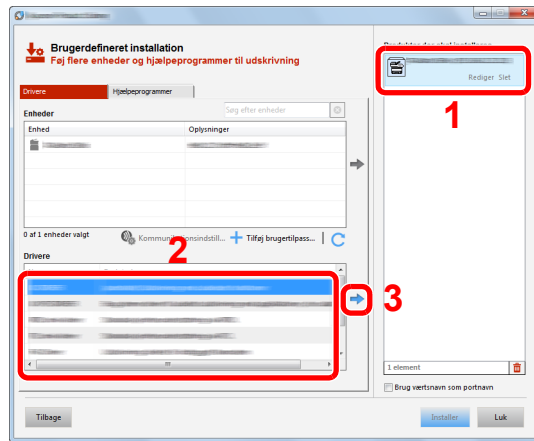 Brugerdefineret installation
Føj flere enheder og hjælpeprogrammer til udskrivning
Drivere
Hjælpeprogrammer
Enheder
Søg efter enheder
Enhed
Oplysninger
0 af 1 enheder valgt
Kommuni
tionsindstill...
Tilføj brugertilpass...
Drivere
2
3
Rediger Slet
1
1 element
Brug værtsnavn som portnavn
Tilbage
Installer
Luk